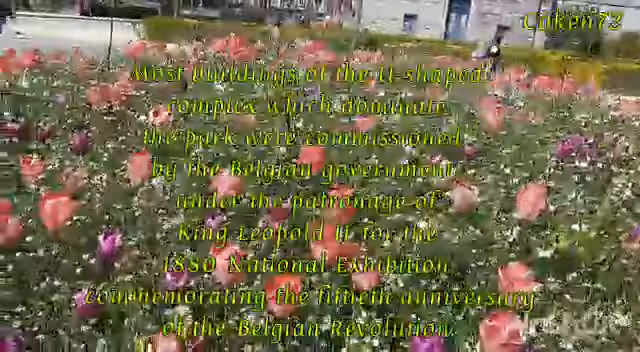 Cuken72
Most buildings of the U-shaped
complex which dominate
the park were commissioned
by the Belgian government
under the patronage of
King Leopold II for the
1880 National Exhibition
commemorating the fiftieth anniversary
of the Belgian Revolution.